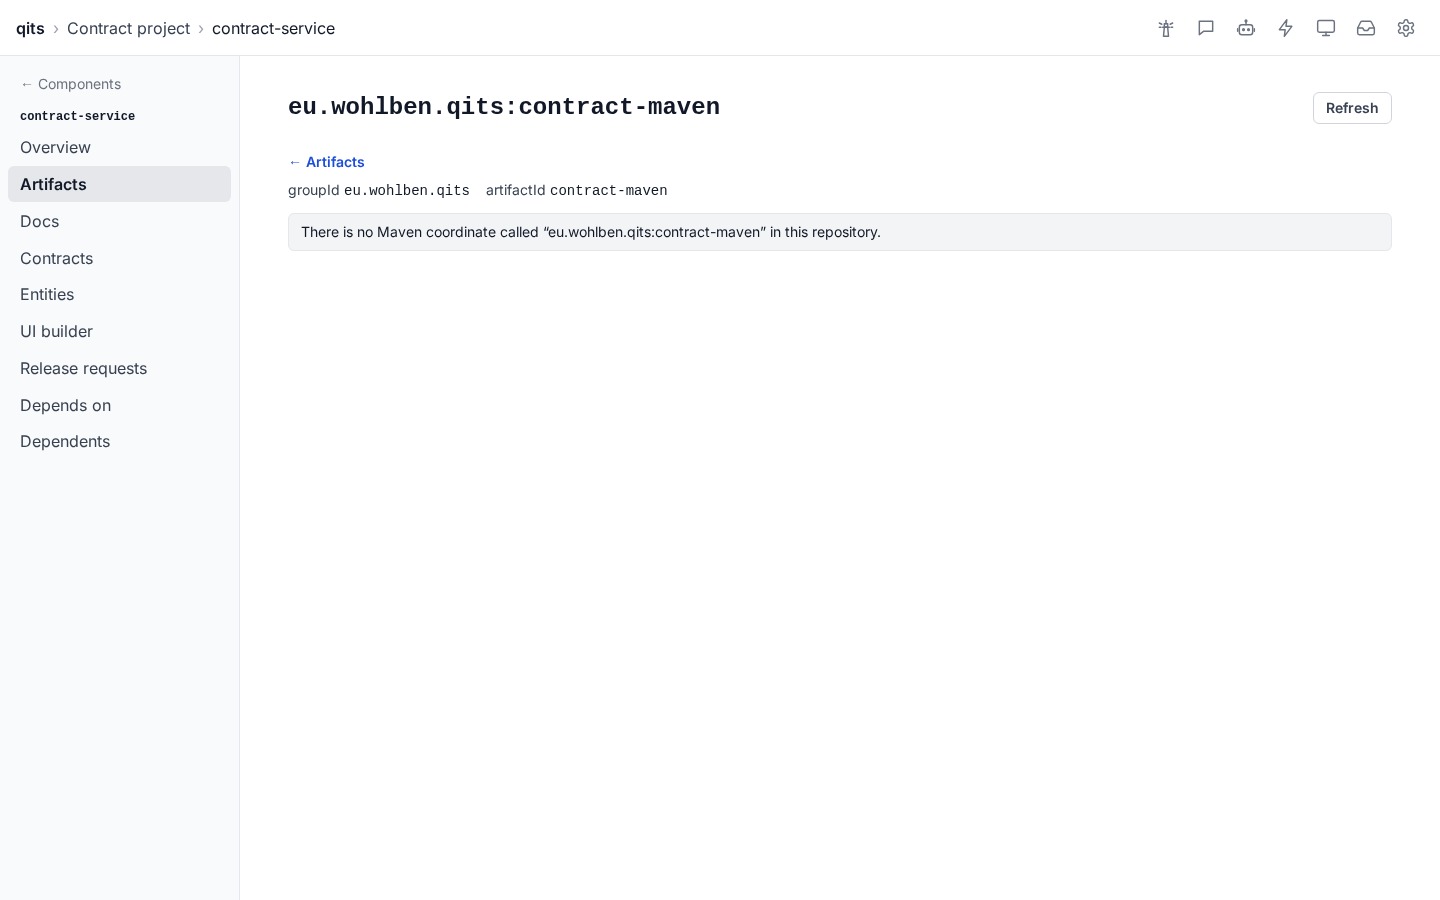 qits › Contract project › contract-service
← Components
contract-service
Overview
Artifacts
Docs
Contracts
Entities
UI builder
Release requests
Depends on
Dependents
eu.wohlben.qits:contract-maven
Refresh
← Artifacts
groupId eu.wohlben.qits artifactId contract-maven
There is no Maven coordinate called “eu.wohlben.qits:contract-maven” in this repository.